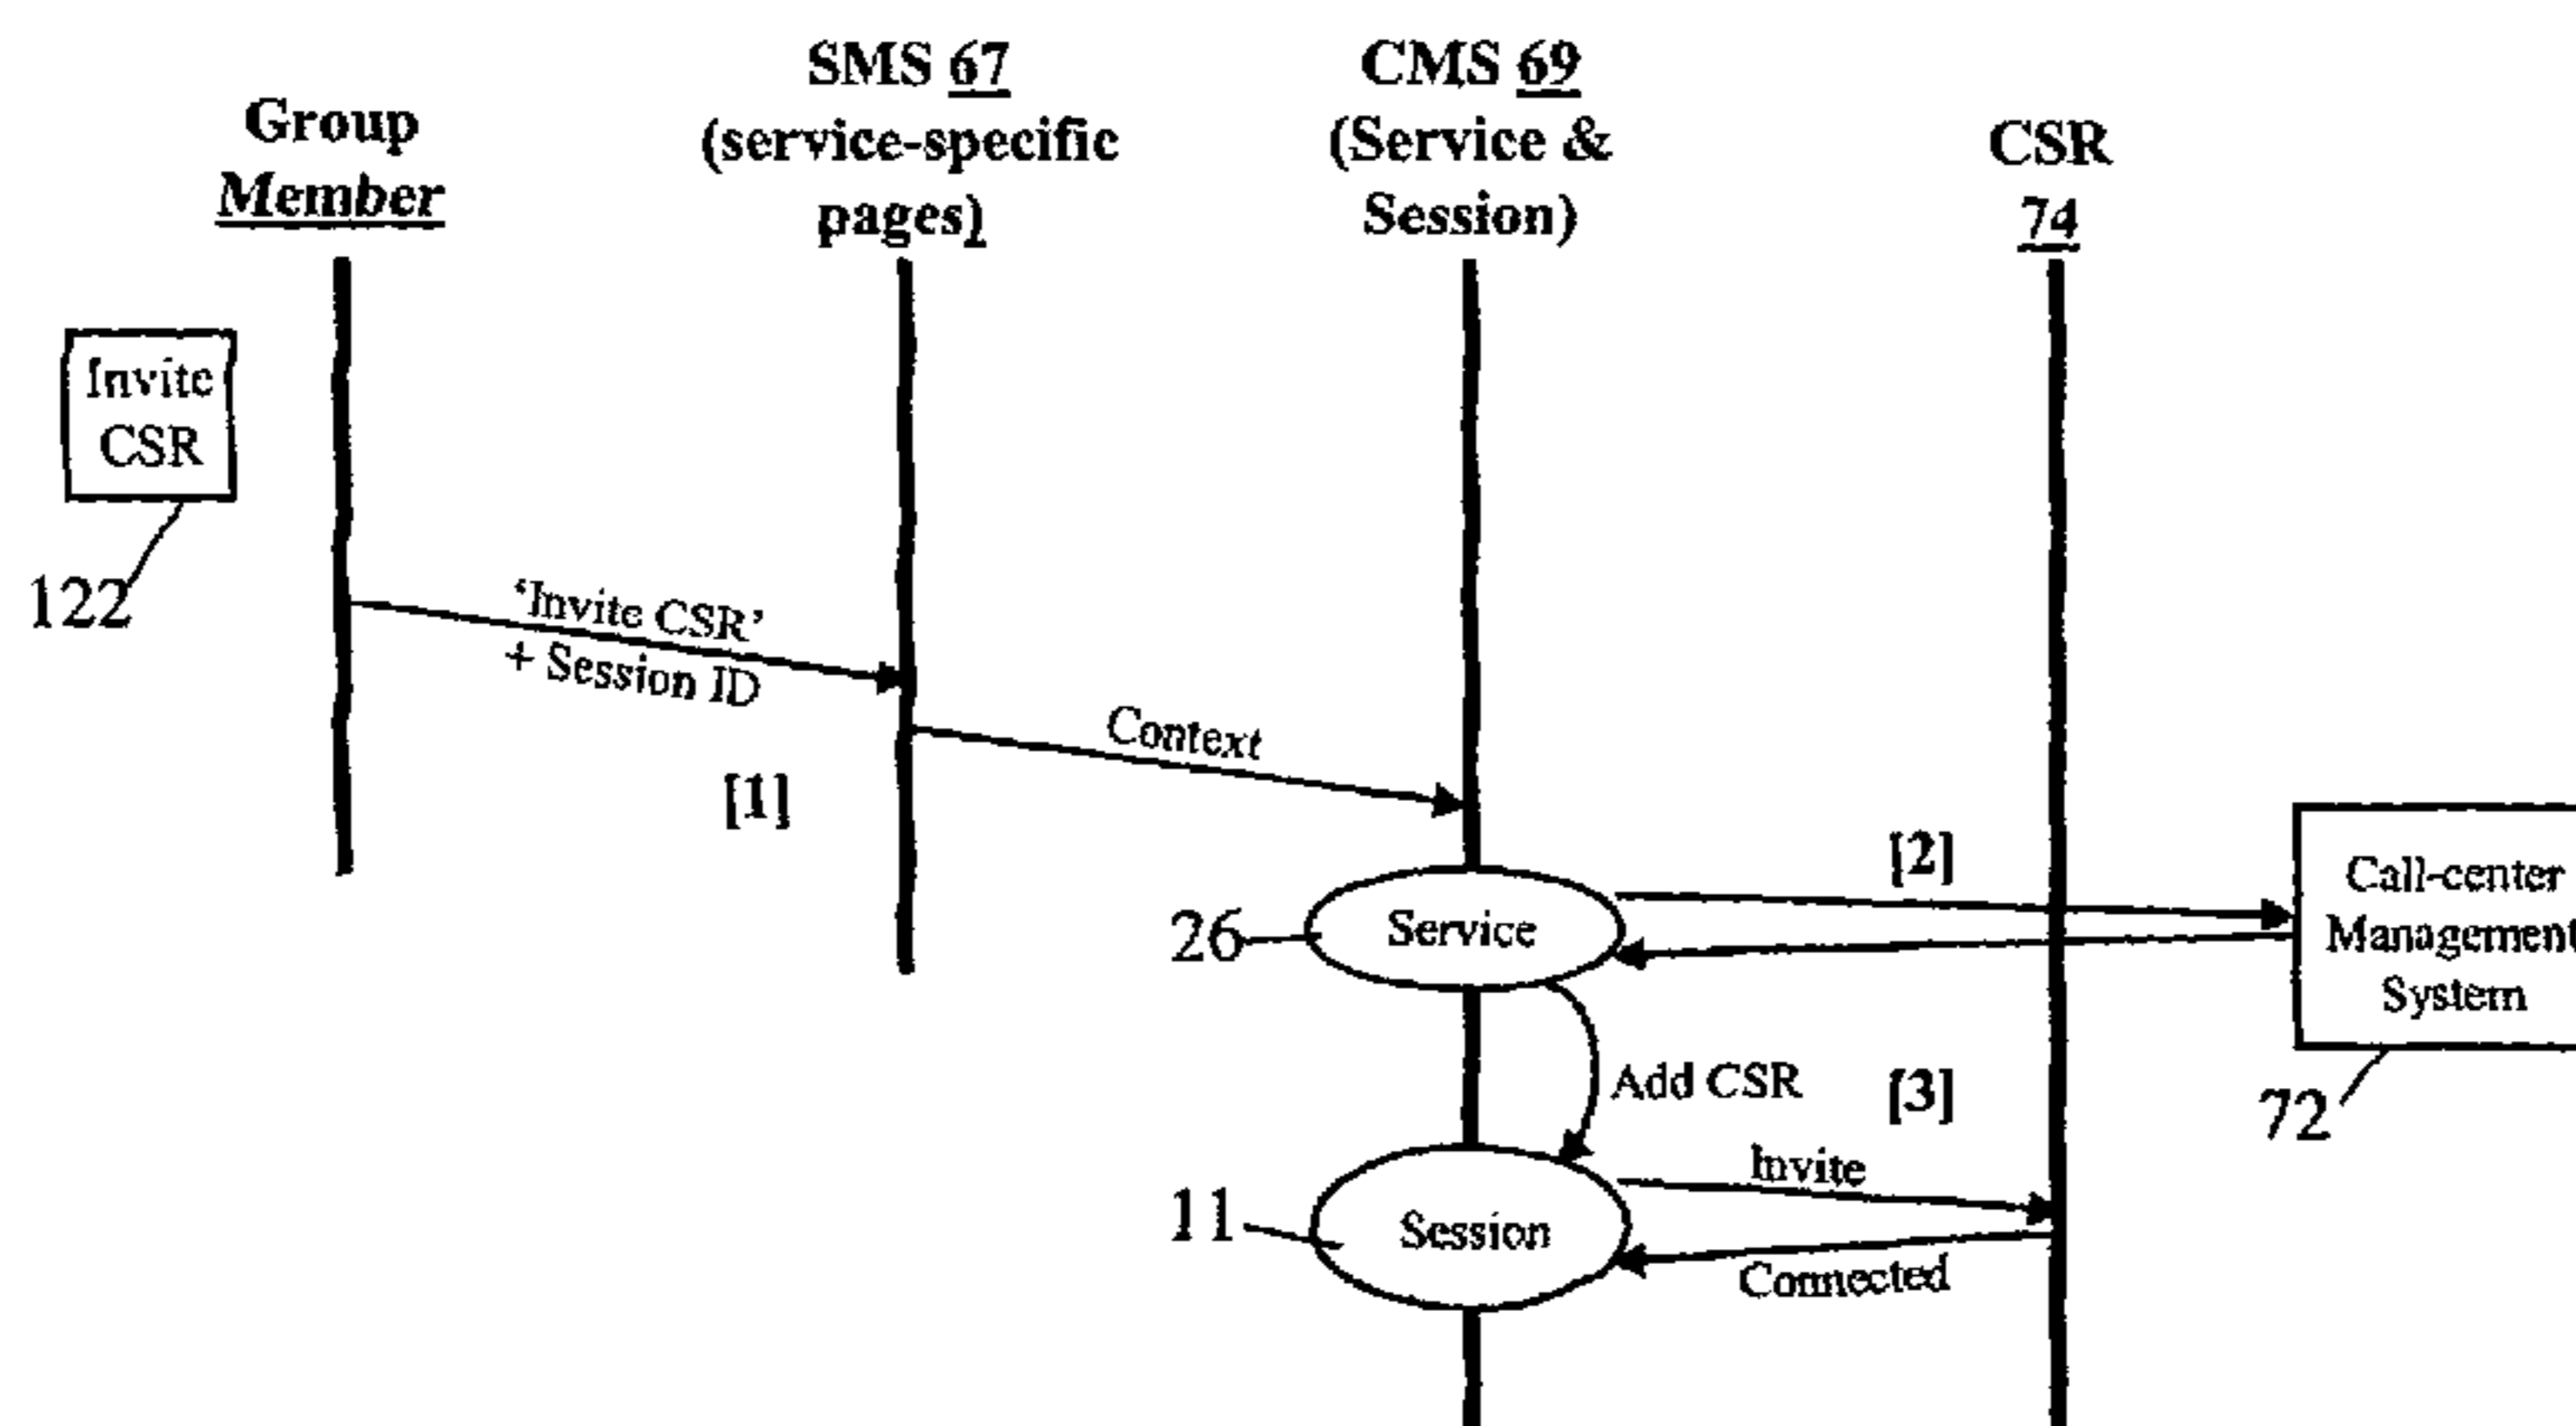 Group
Member
SMS 67
(service-specific
pages)
CMS 69
(Service &
Session)
CSR
74
Invite
CSR
122
'Invite CSR'
+ Session ID
Context
[1]
[2]
Call-center
Management
System
72
26
Service
Add CSR
[3]
Invite
11
Session
Connected